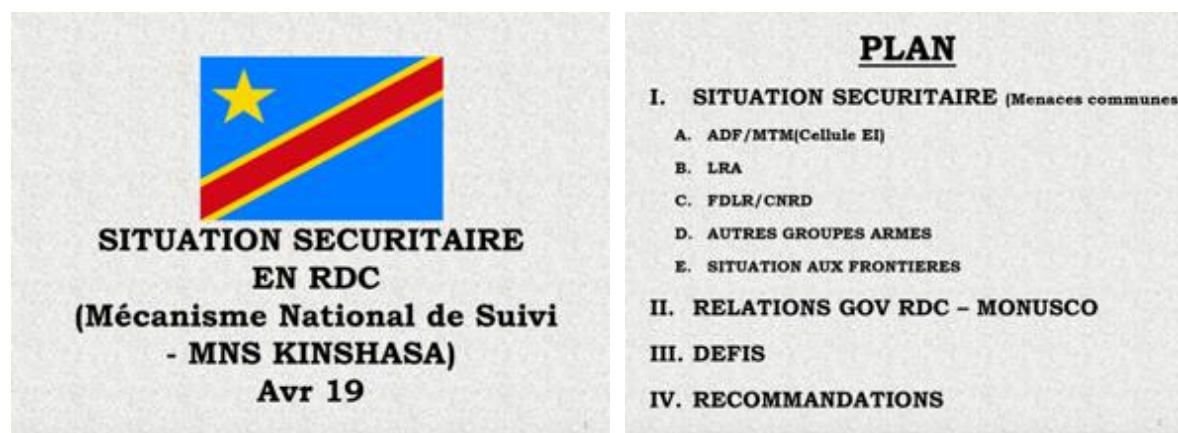 SITUATION SECURITAIRE
EN RDC
(Mécanisme National de Suivi
- MNS KINSHASA)
Avr 19
1
PLAN
I. SITUATION SECURITAIRE (Menaces communes
A. ADF/MTM(Cellule EI)
B. LRA
C. FDLR/CNRD
D. AUTRES GROUPES ARMES
E. SITUATION AUX FRONTIERES
II. RELATIONS GOV RDC – MONUSCO
III. DEFIS
IV. RECOMMANDATIONS
2